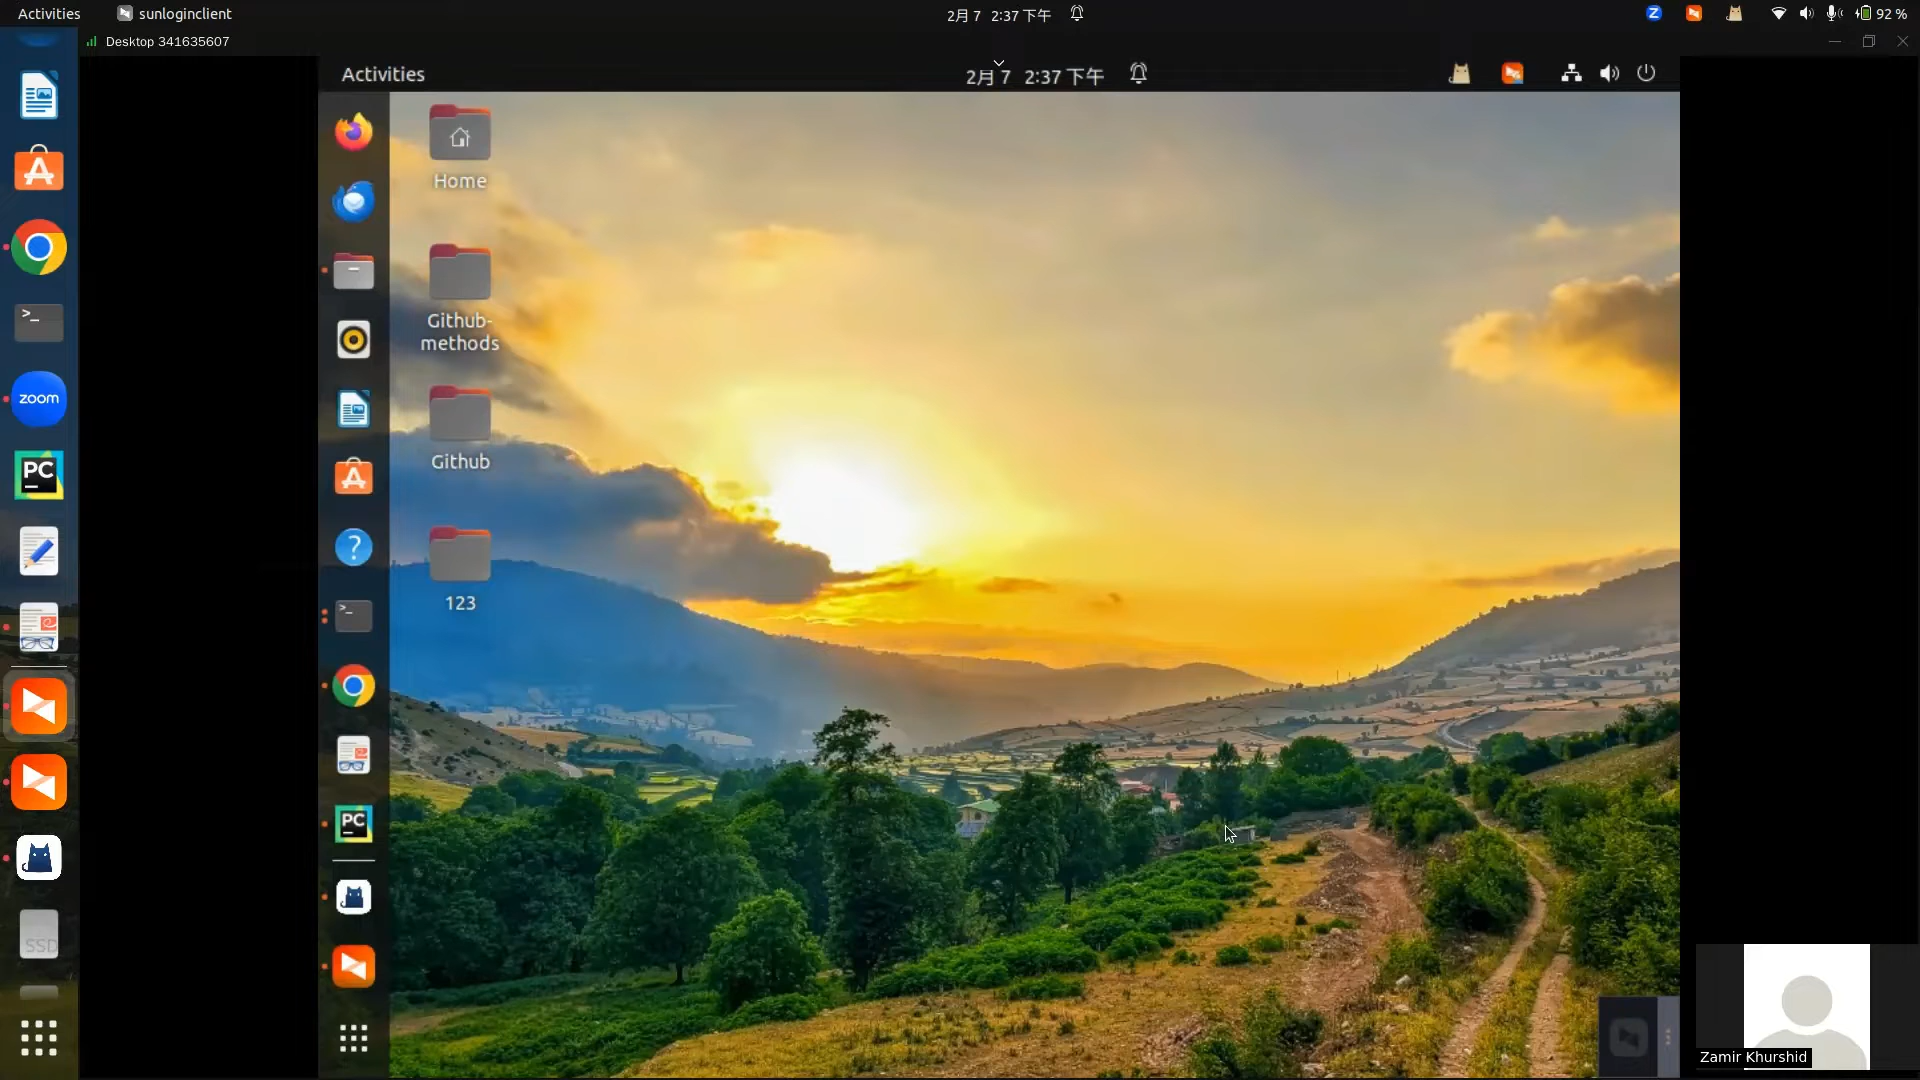 Activities
sunloginclient
2月 7 2:37 下午
92 %
Desktop 341635607
Activities
2月 7 2:37 下午
Home
Github-
methods
Github
123
zoom
PC
PC
SSD
Zamir Khurshid